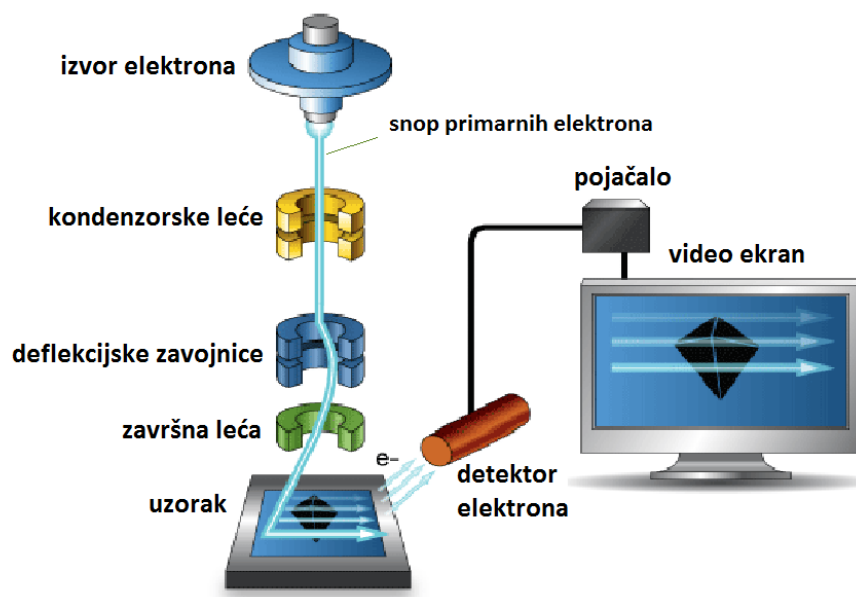 izvor elektrona
snop primarnih elektrona
kondenzorske leće
pojačalo
video ekran
deflekcijske zavojnice
završna leća
e-
uzorak
detektor
elektrona